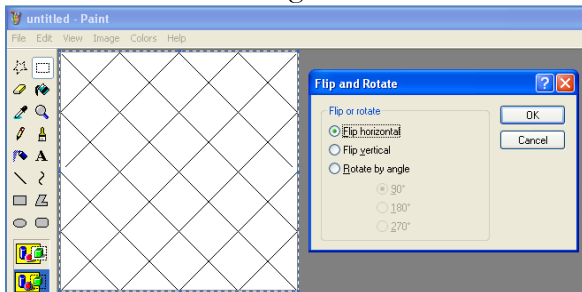 untitled - Paint
File Edit View Image Colors Help
A
Flip and Rotate
Flip or rotate
Flip horizontal
Flip vertical
Rotate by angle
90°
180°
270°
OK
Cancel